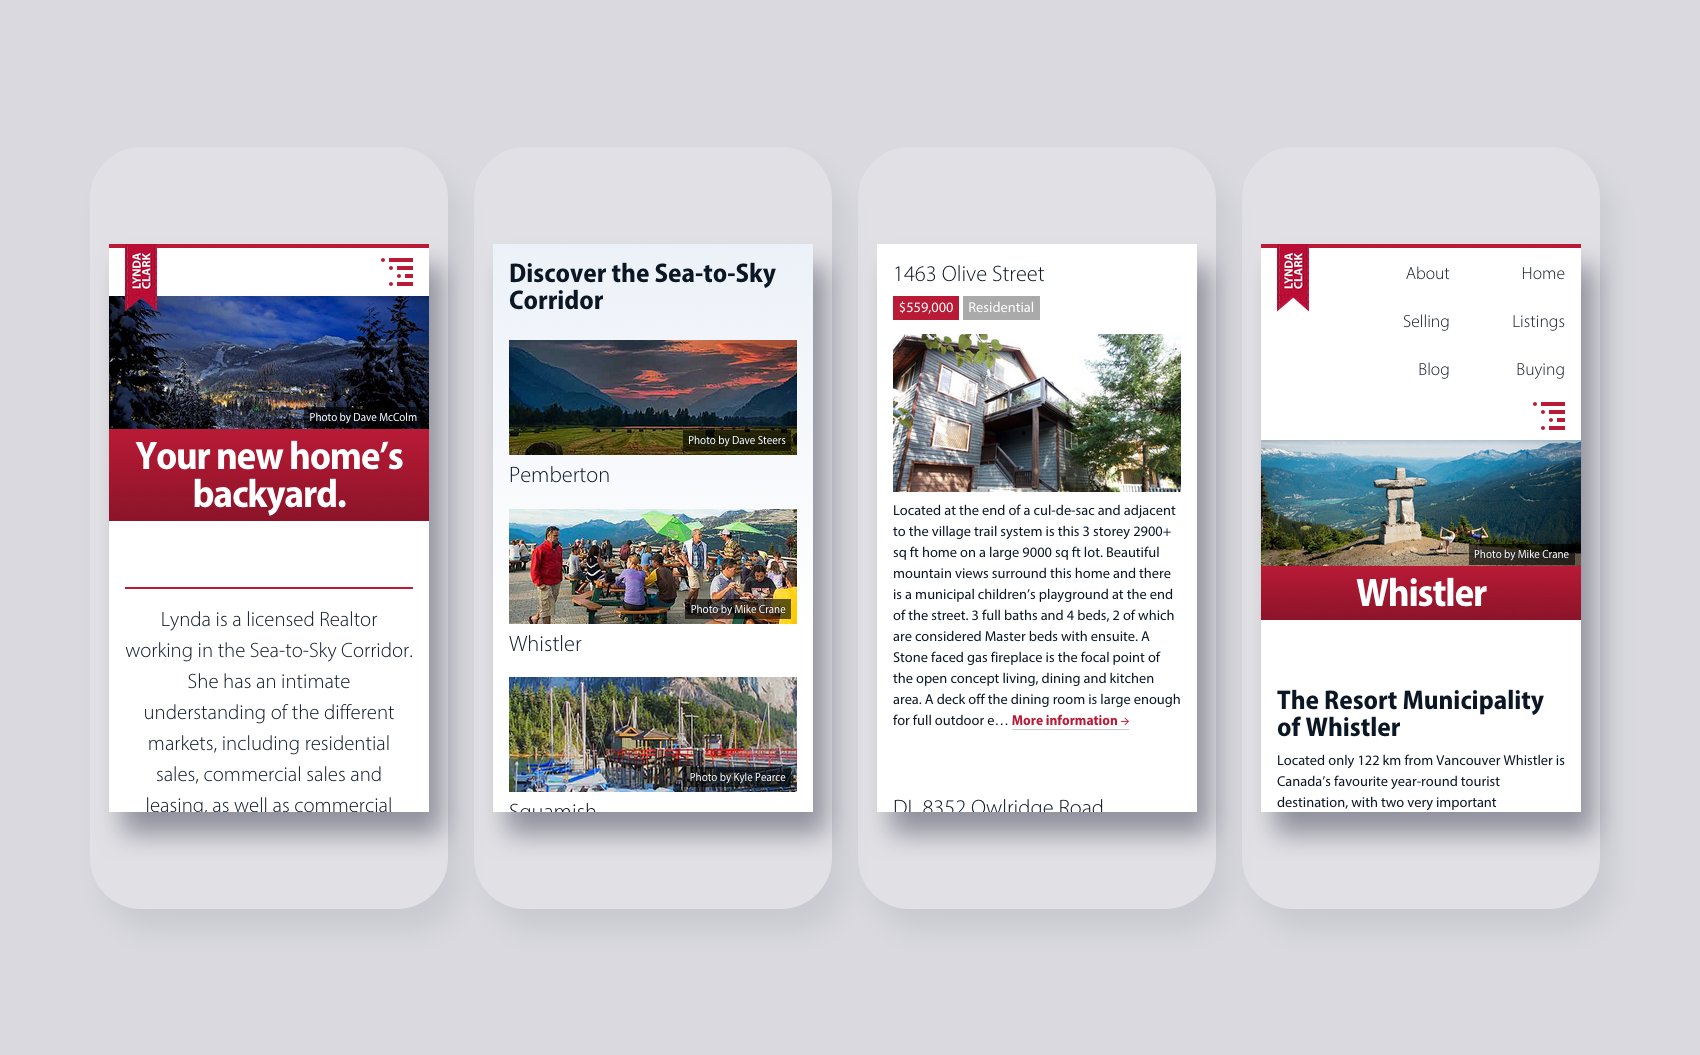 LYNDA
CLARK
Photo by Dave McColm
Your new home’s
backyard.
Lynda is a licensed Realtor
working in the Sea-to-Sky Corridor.
She has an intimate
understanding of the different
markets, including residential
sales, commercial sales and
leasing, as well as commercial
Discover the Sea-to-Sky
Corridor
Photo by Dave Steers
Pemberton
Photo by Mike Crane
Whistler
Photo by Kyle Pearce
Squamish
1463 Olive Street
$559,000 Residential
Located at the end of a cul-de-sac and adjacent
to the village trail system is this 3 storey 2900+
sq ft home on a large 9000 sq ft lot. Beautiful
mountain views surround this home and there
is a municipal children’s playground at the end
of the street. 3 full baths and 4 beds, 2 of which
are considered Master beds with ensuite. A
Stone faced gas fireplace is the focal point of
the open concept living, dining and kitchen
area. A deck off the dining room is large enough
for full outdoor e… More information →
DL 8352 Owlridge Road
LYNDA
CLARK
About Home
Selling Listings
Blog Buying
Photo by Mike Crane
Whistler
The Resort Municipality
of Whistler
Located only 122 km from Vancouver Whistler is
Canada’s favourite year-round tourist
destination, with two very important